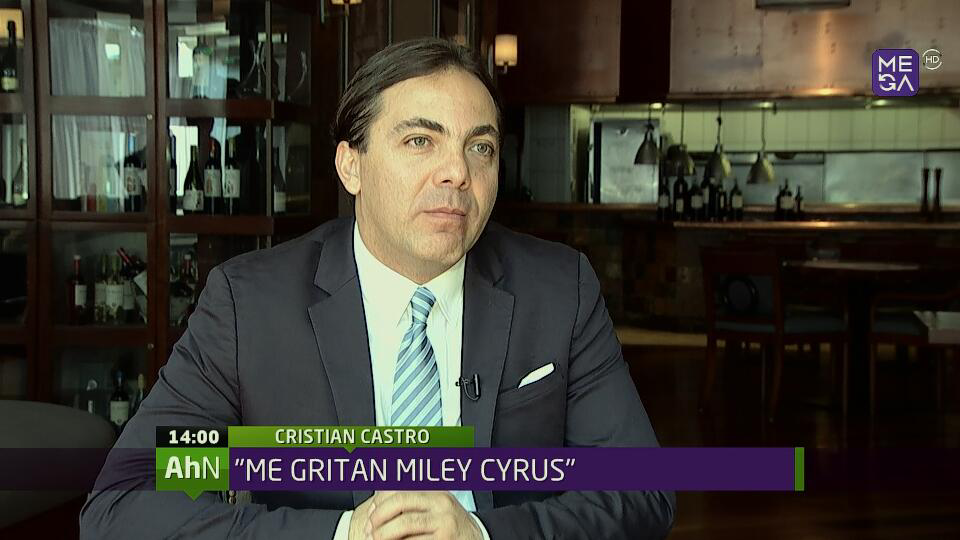 MEGA
HD
14:00
CRISTIAN CASTRO
AhN
"ME GRITAN MILEY CYRUS"